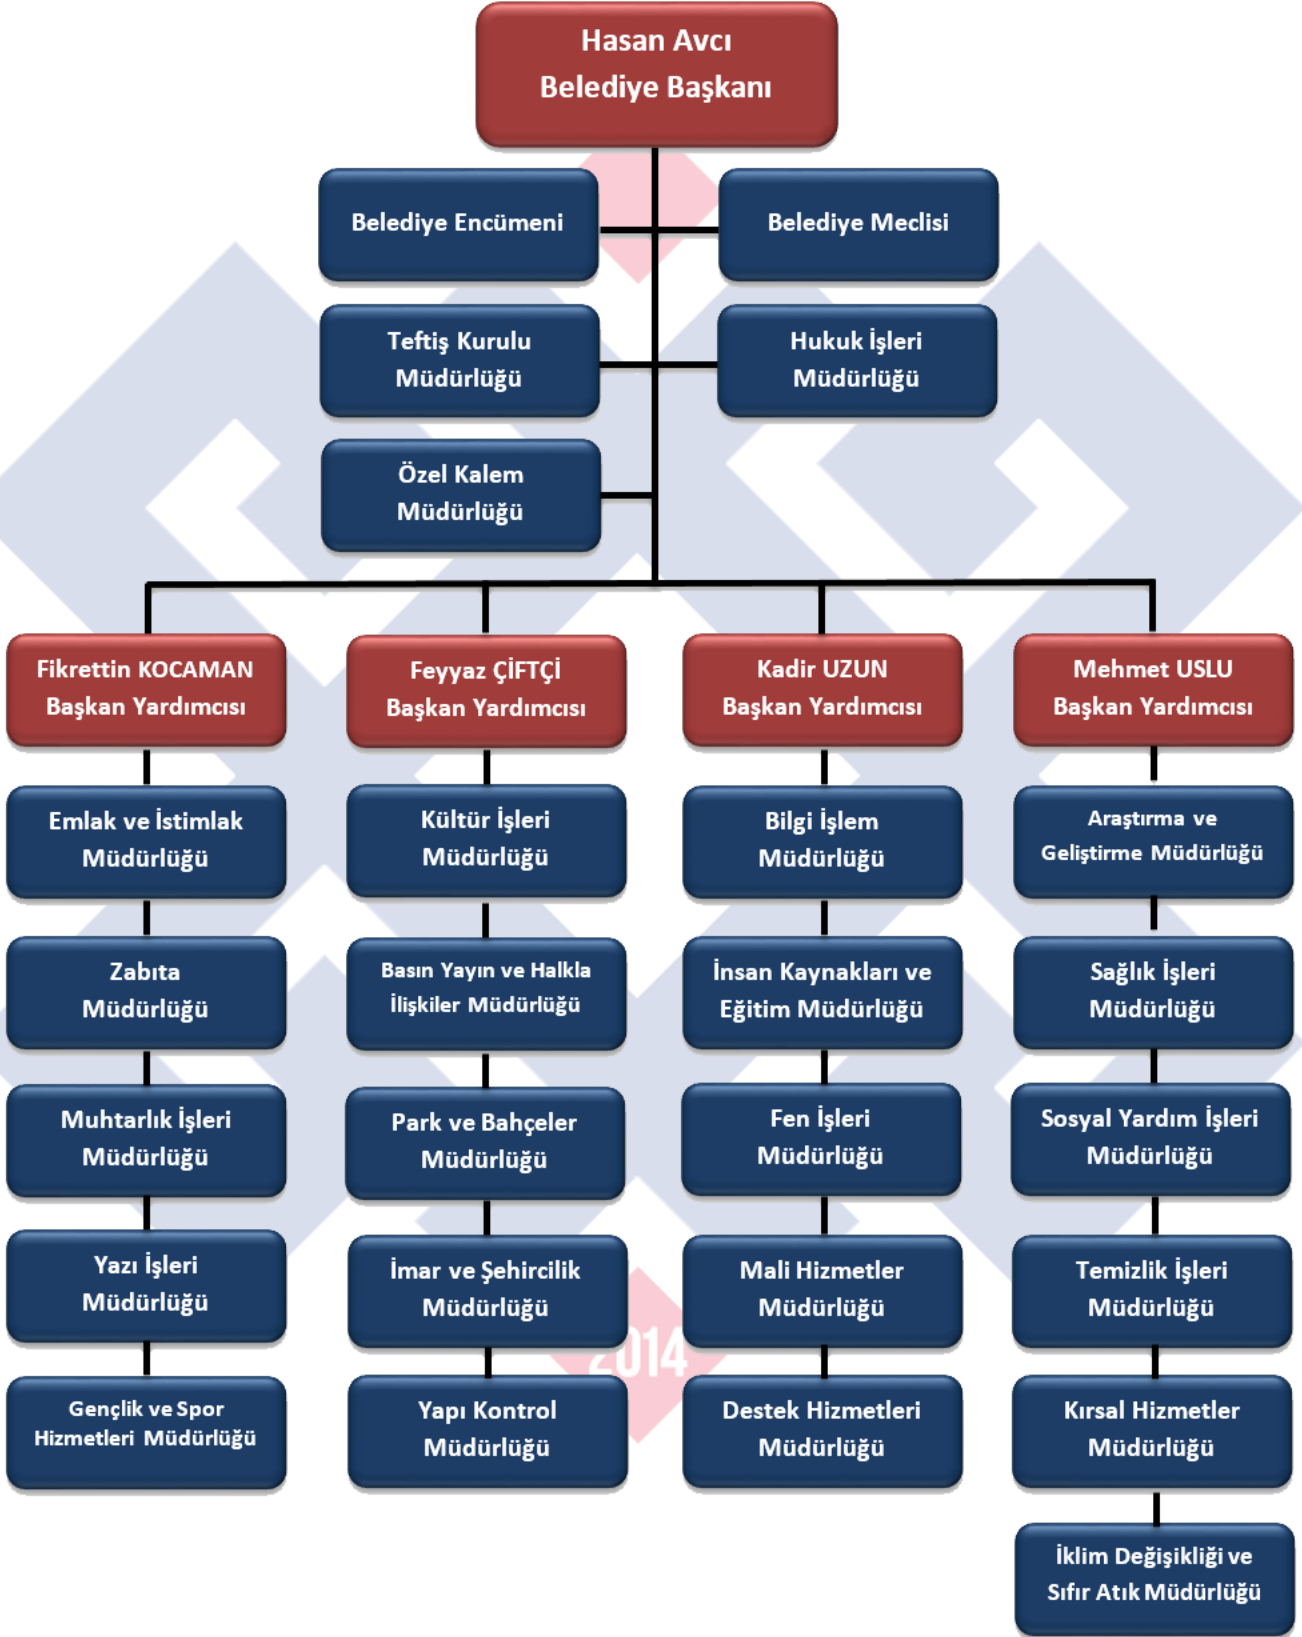 Hasan Avcı
Belediye Başkanı
Belediye Encümeni
Belediye Meclisi
Teftiş Kurulu
Müdürlüğü
Hukuk İşleri
Müdürlüğü
Özel Kalem
Müdürlüğü
Fikrettin KOCAMAN
Başkan Yardımcısı
Emlak ve İstimlak
Müdürlüğü
Zabıta
Müdürlüğü
Muhtarlık İşleri
Müdürlüğü
Yazı İşleri
Müdürlüğü
Gençlik ve Spor
Hizmetleri Müdürlüğü
Feyyaz ÇİFTÇİ
Başkan Yardımcısı
Kültür İşleri
Müdürlüğü
Basın Yayın ve Halkla
İlişkiler Müdürlüğü
Park ve Bahçeler
Müdürlüğü
İmar ve Şehircilik
Müdürlüğü
Yapı Kontrol
Müdürlüğü
2014
Kadir UZUN
Başkan Yardımcısı
Bilgi İşlem
Müdürlüğü
İnsan Kaynakları ve
Eğitim Müdürlüğü
Fen İşleri
Müdürlüğü
Mali Hizmetler
Müdürlüğü
Destek Hizmetleri
Müdürlüğü
Mehmet USLU
Başkan Yardımcısı
Araştırma ve
Geliştirme Müdürlüğü
Sağlık İşleri
Müdürlüğü
Sosyal Yardım İşleri
Müdürlüğü
Temizlik İşleri
Müdürlüğü
Kırsal Hizmetler
Müdürlüğü
İklim Değişikliği ve
Sıfır Atık Müdürlüğü